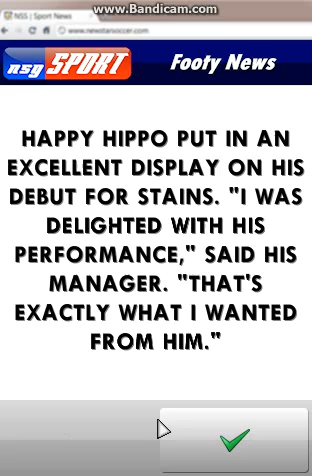 www.Bandicam.com
NSS | Sport News
www.newstarsoccer.com
nsg SPORT Footy News
HAPPY HIPPO PUT IN AN
EXCELLENT DISPLAY ON HIS
DEBUT FOR STAINS. "I WAS
DELIGHTED WITH HIS
PERFORMANCE," SAID HIS
MANAGER. "THAT'S
EXACTLY WHAT I WANTED
FROM HIM."